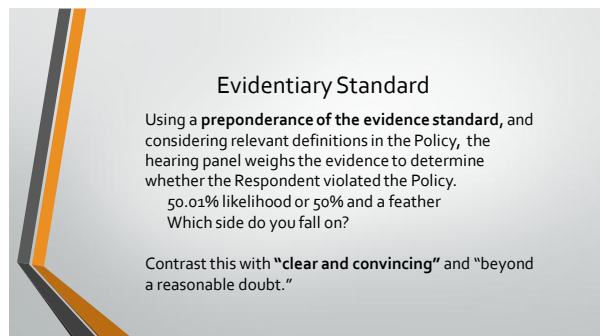 Evidentiary Standard
Using a preponderance of the evidence standard, and
considering relevant definitions in the Policy, the
hearing panel weighs the evidence to determine
whether the Respondent violated the Policy.
50.01% likelihood or 50% and a feather
Which side do you fall on?
Contrast this with “clear and convincing” and “beyond
a reasonable doubt.”